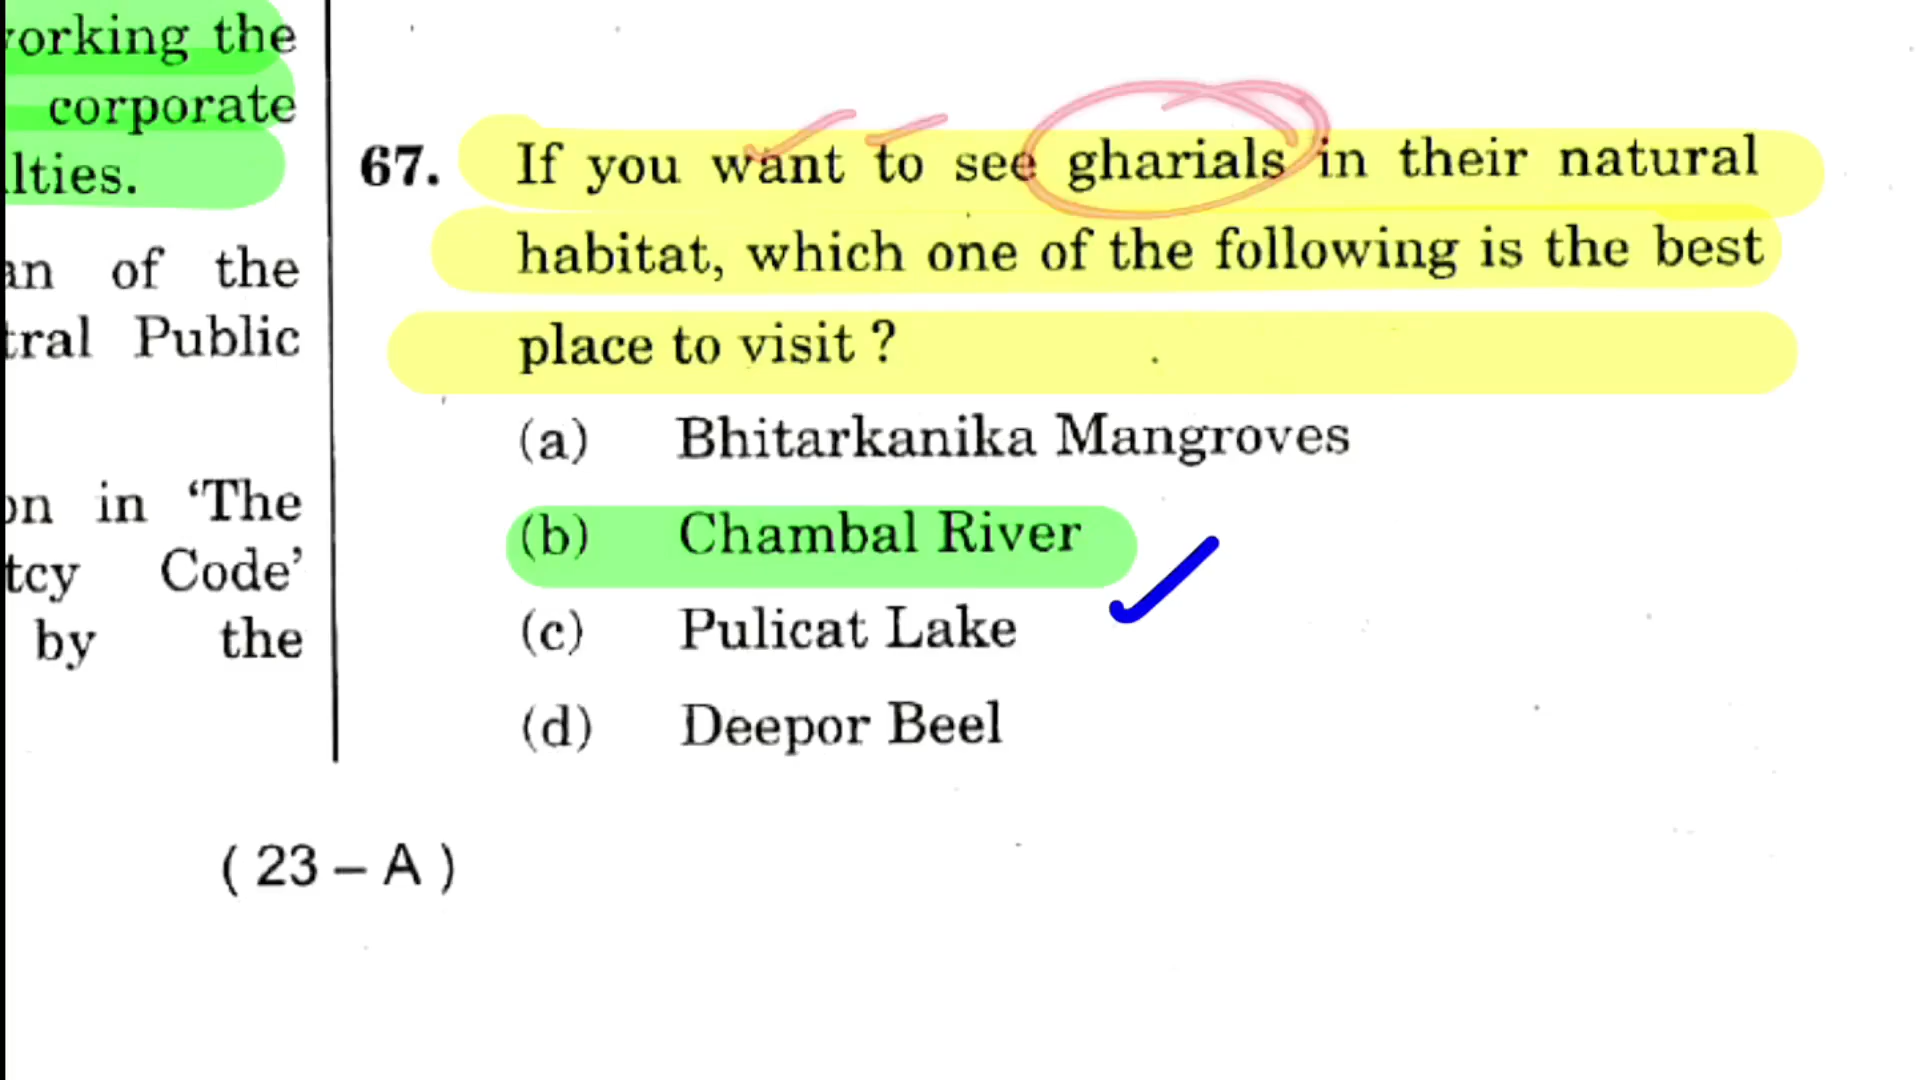 working the
corporate
lties.
an of the
tral Public
on in ‘The
tcy Code’
by the
67. If you want to see gharials in their natural
habitat, which one of the following is the best
place to visit ?
(a) Bhitarkanika Mangroves
(b) Chambal River
(c) Pulicat Lake
(d) Deepor Beel
( 23 – A )